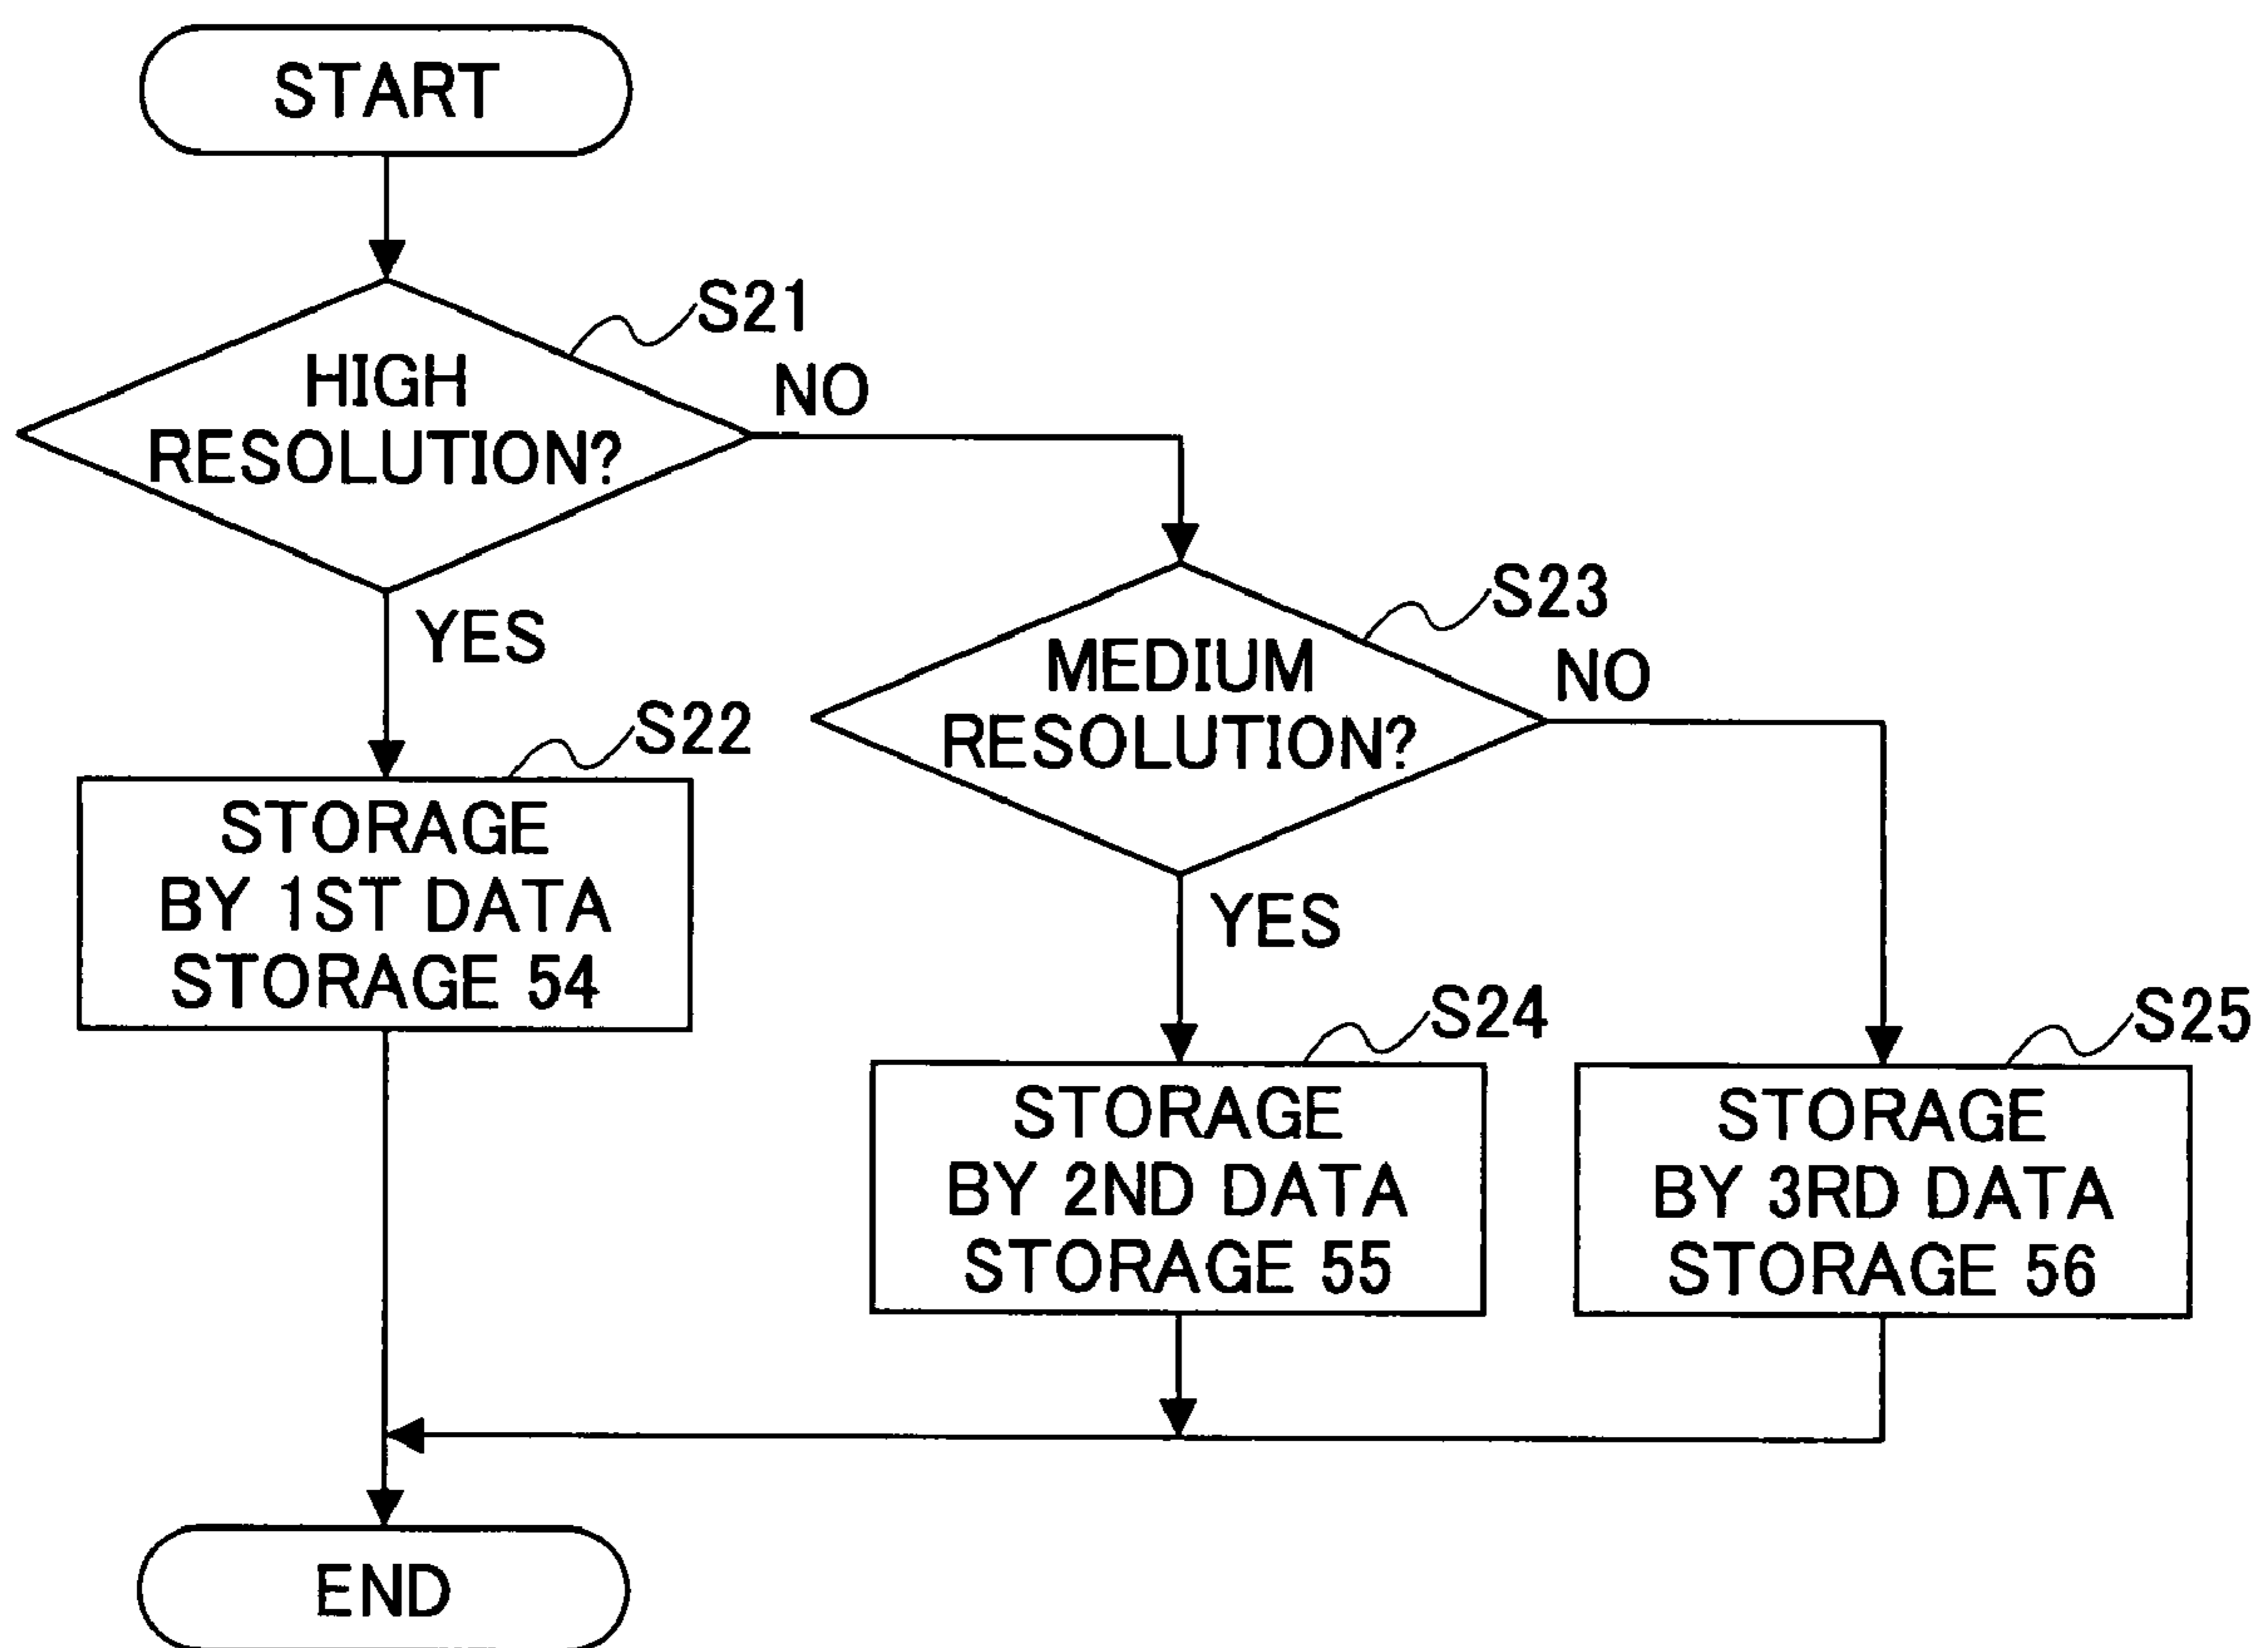 START
S21
HIGH
RESOLUTION?
NO
YES
S22
STORAGE
BY 1ST DATA
STORAGE 54
S23
MEDIUM
RESOLUTION?
NO
YES
S24
STORAGE
BY 2ND DATA
STORAGE 55
S25
STORAGE
BY 3RD DATA
STORAGE 56
END